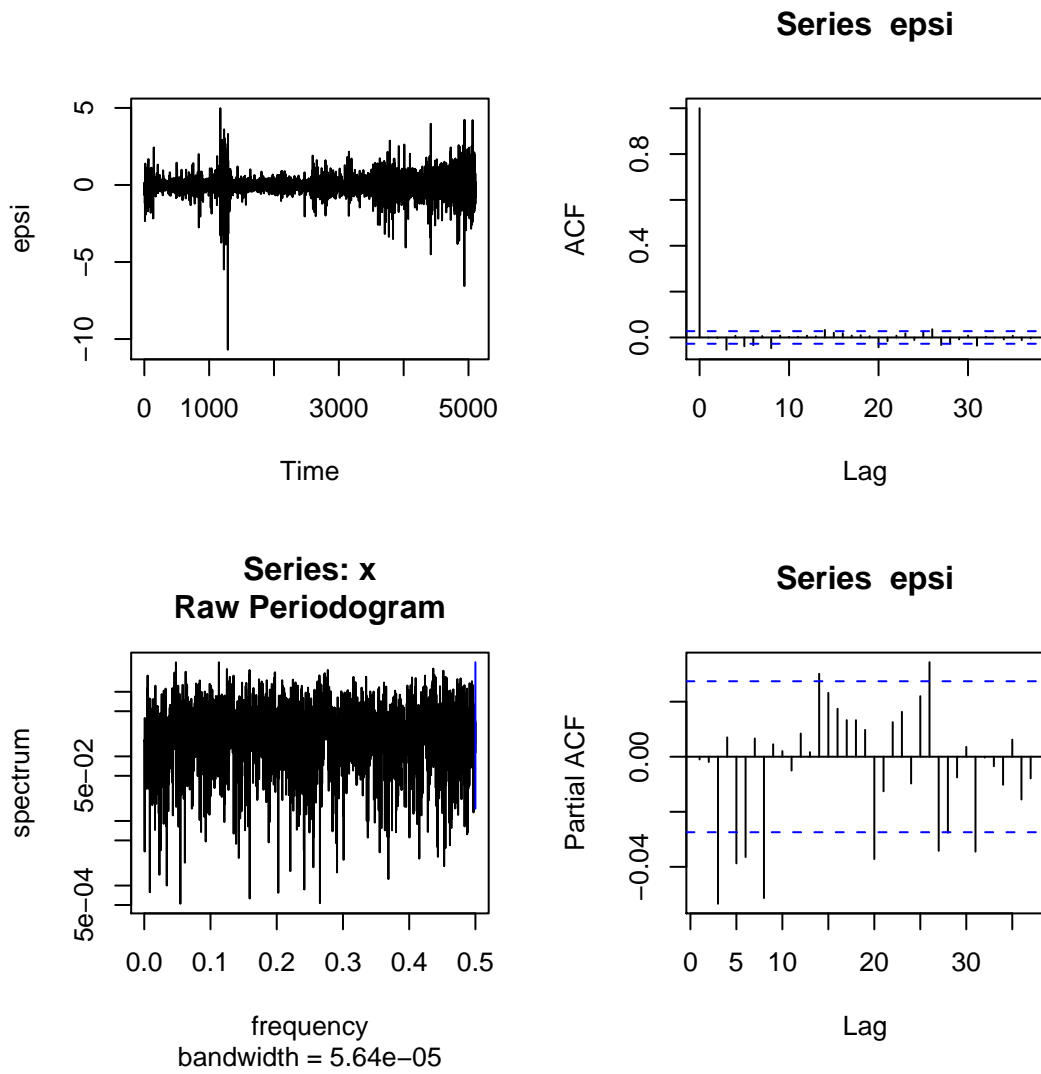 Series  epsi
epsi
5
0
−5
−10
0
1000
3000
5000
Time
ACF
0.8
0.4
0.0
0
10
20
30
Lag
Series: x
Raw Periodogram
spectrum
5e−02
5e−04
0.0
0.1
0.2
0.3
0.4
0.5
frequency
bandwidth = 5.64e−05
Series  epsi
Partial ACF
0.00
−0.04
0
5
20
30
Lag